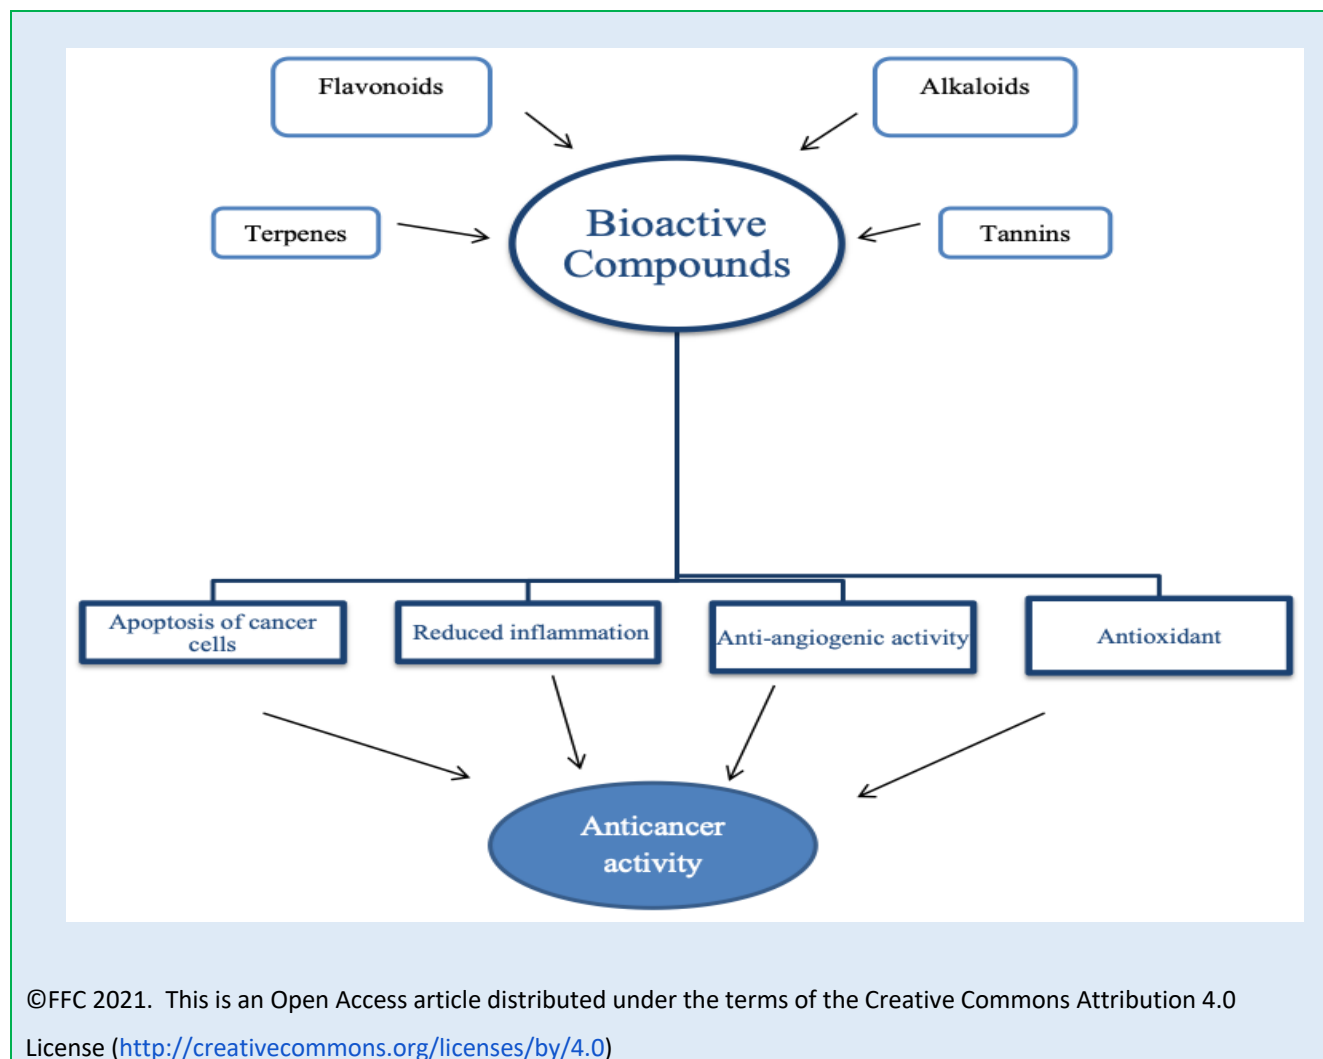 Flavonoids
Alkaloids
Bioactive
Compounds
Terpenes
Tannins
Apoptosis of cancer
cells
Reduced inflammation
Anti-angiogenic activity
Antioxidant
Anticancer
activity
©FFC 2021. This is an Open Access article distributed under the terms of the Creative Commons Attribution 4.0
License (http://creativecommons.org/licenses/by/4.0)